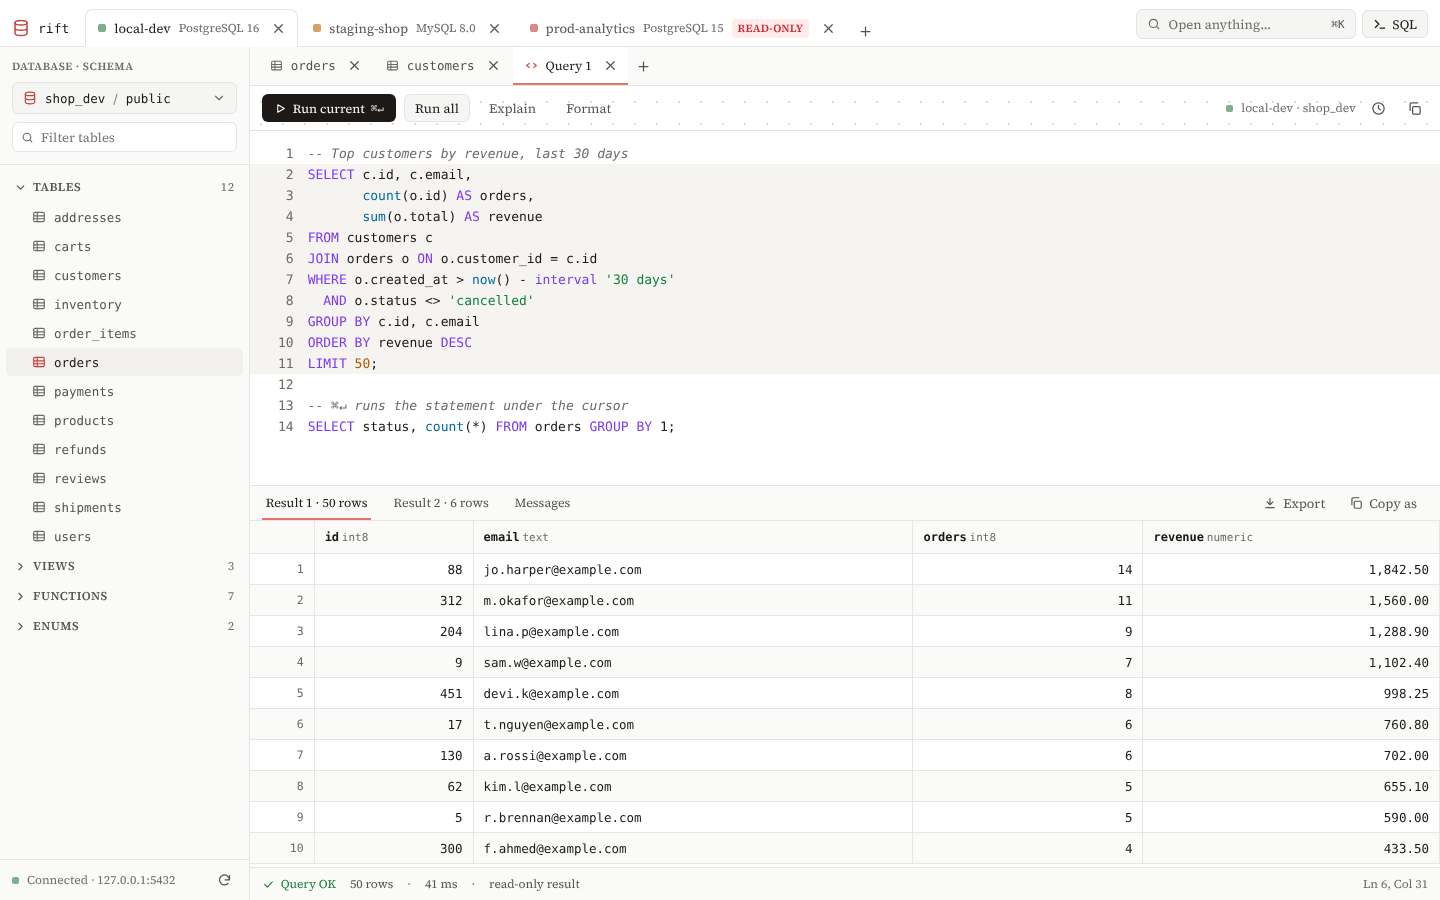 rift local-dev PostgreSQL 16 staging-shop MySQL 8.0 prod-analytics PostgreSQL 15 READ-ONLY Open anything... ⌘K SQL
DATABASE · SCHEMA
shop_dev / public
Filter tables
TABLES 12
addresses
carts
customers
inventory
order_items
orders
payments
products
refunds
reviews
shipments
users
VIEWS 3
FUNCTIONS 7
ENUMS 2
Connected · 127.0.0.1:5432
orders customers Query 1
Run current ⌘↵ Run all Explain Format local-dev · shop_dev
1 -- Top customers by revenue, last 30 days
2 SELECT c.id, c.email,
3 count(o.id) AS orders,
4 sum(o.total) AS revenue
5 FROM customers c
6 JOIN orders o ON o.customer_id = c.id
7 WHERE o.created_at > now() - interval '30 days'
8 AND o.status <> 'cancelled'
9 GROUP BY c.id, c.email
10 ORDER BY revenue DESC
11 LIMIT 50;
12
13 -- ⌘↵ runs the statement under the cursor
14 SELECT status, count(*) FROM orders GROUP BY 1;
Result 1 · 50 rows Result 2 · 6 rows Messages Export Copy as
id int8 email text orders int8 revenue numeric
1 88 jo.harper@example.com 14 1,842.50
2 312 m.okafor@example.com 11 1,560.00
3 204 lina.p@example.com 9 1,288.90
4 9 sam.w@example.com 7 1,102.40
5 451 devi.k@example.com 8 998.25
6 17 t.nguyen@example.com 6 760.80
7 130 a.rossi@example.com 6 702.00
8 62 kim.l@example.com 5 655.10
9 5 r.brennan@example.com 5 590.00
10 300 f.ahmed@example.com 4 433.50
Query OK 50 rows · 41 ms · read-only result Ln 6, Col 31